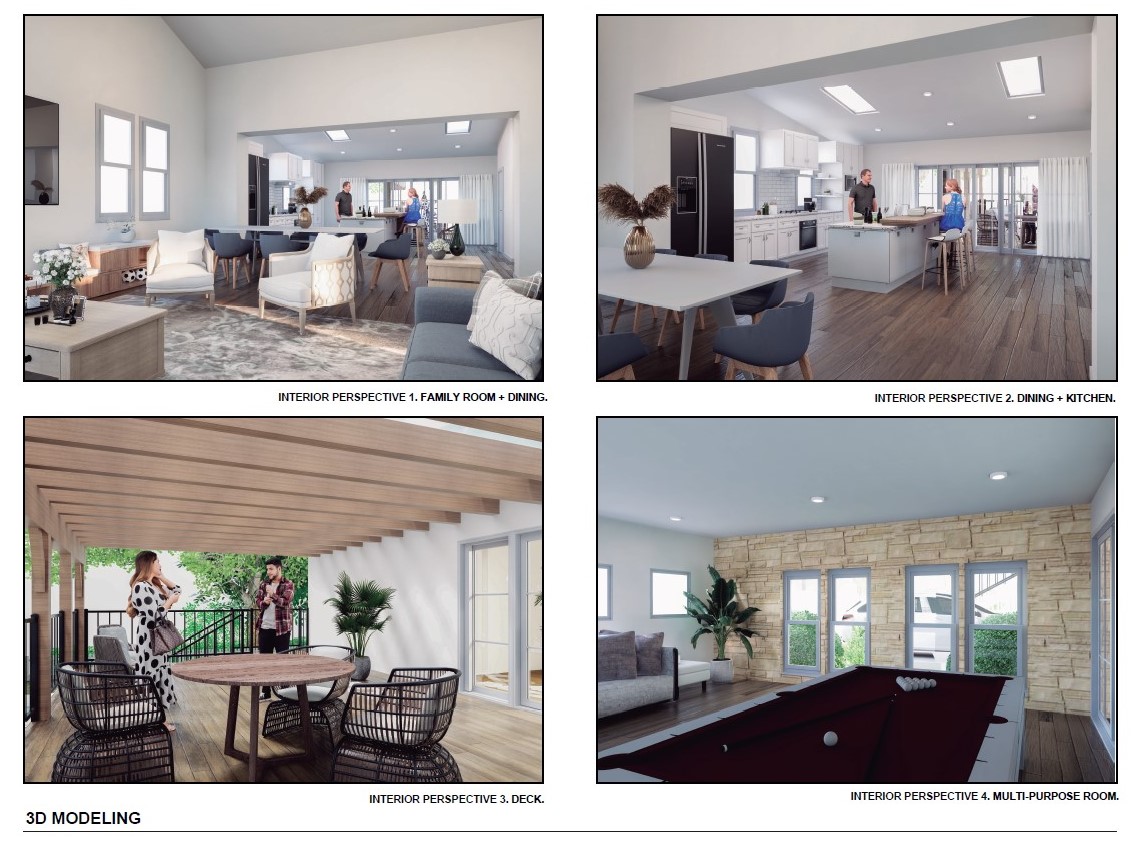 INTERIOR PERSPECTIVE 1. FAMILY ROOM + DINING.
INTERIOR PERSPECTIVE 2. DINING + KITCHEN.
INTERIOR PERSPECTIVE 3. DECK.
INTERIOR PERSPECTIVE 4. MULTI-PURPOSE ROOM.
3D MODELING